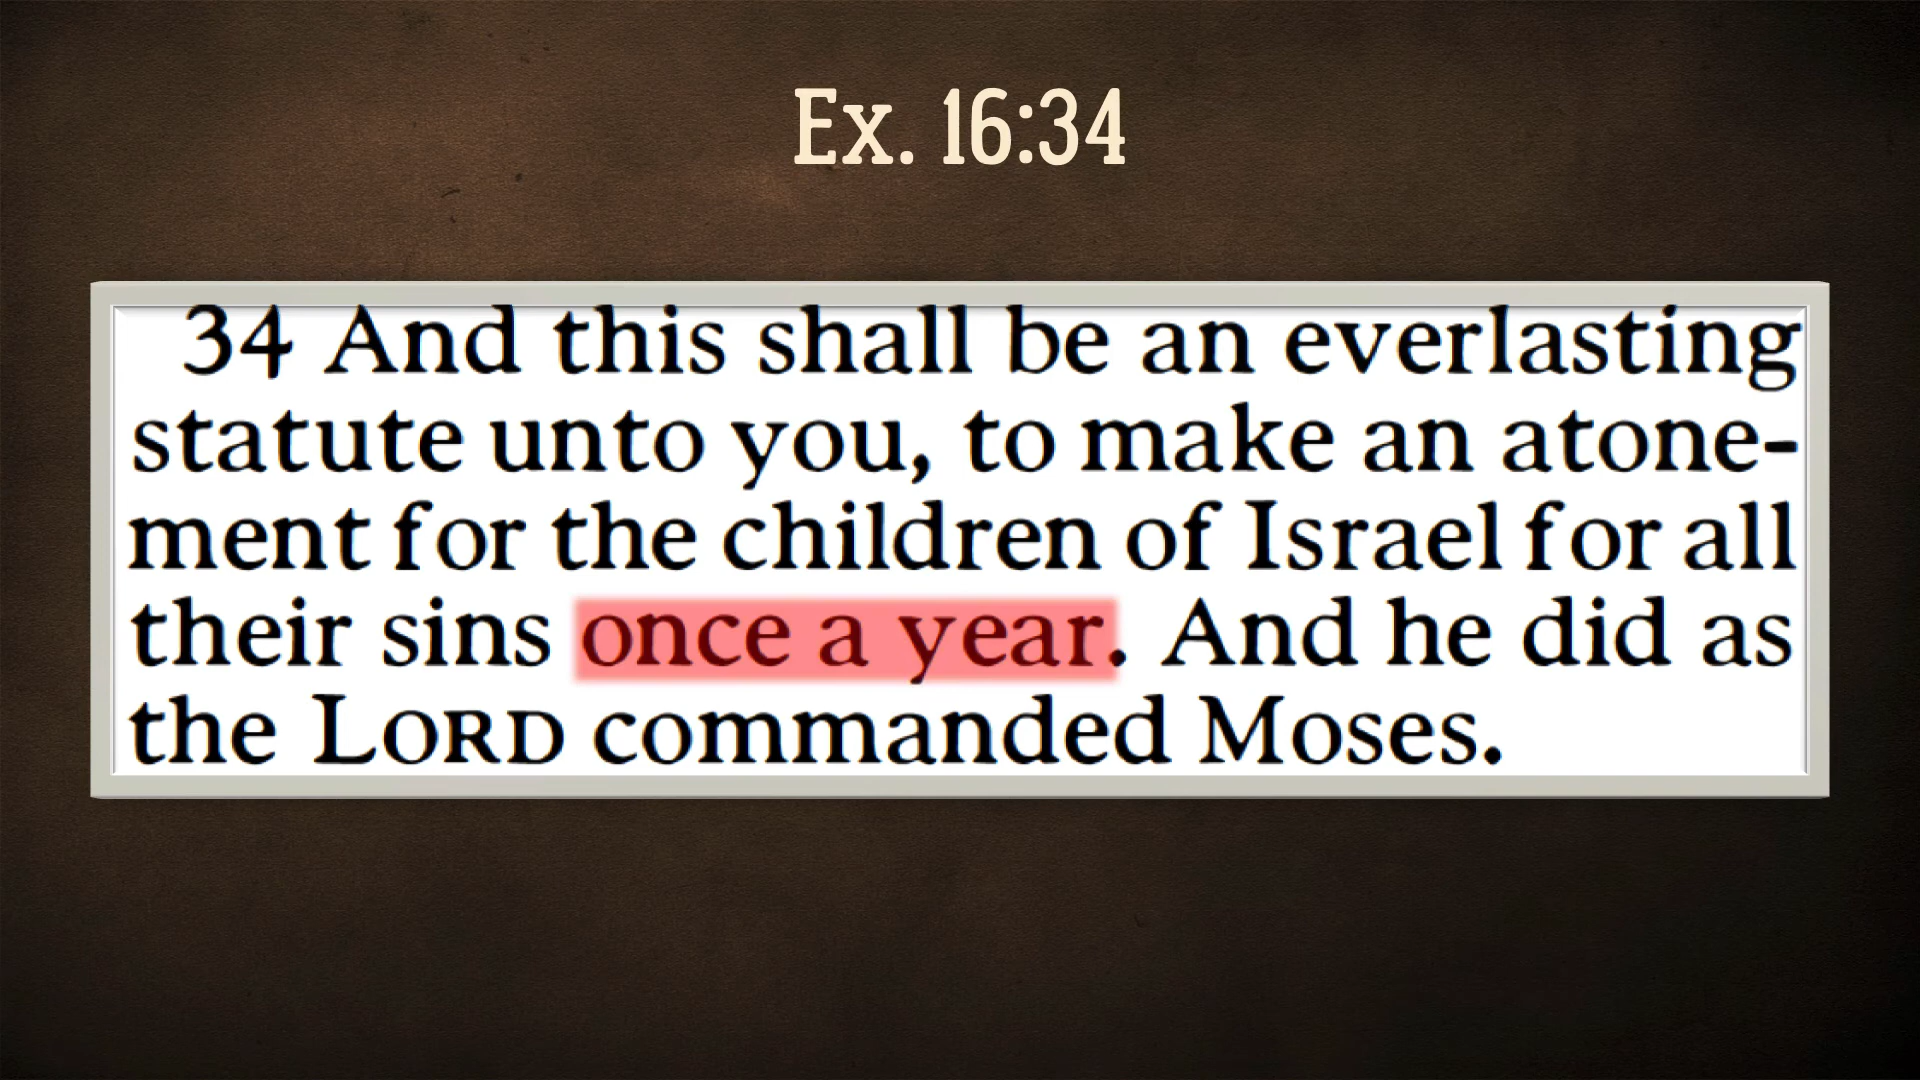 Ex. 16:34
34 And this shall be an everlasting
statute unto you, to make an atone-
ment for the children of Israel for all
their sins once a year. And he did as
the LORD commanded Moses.